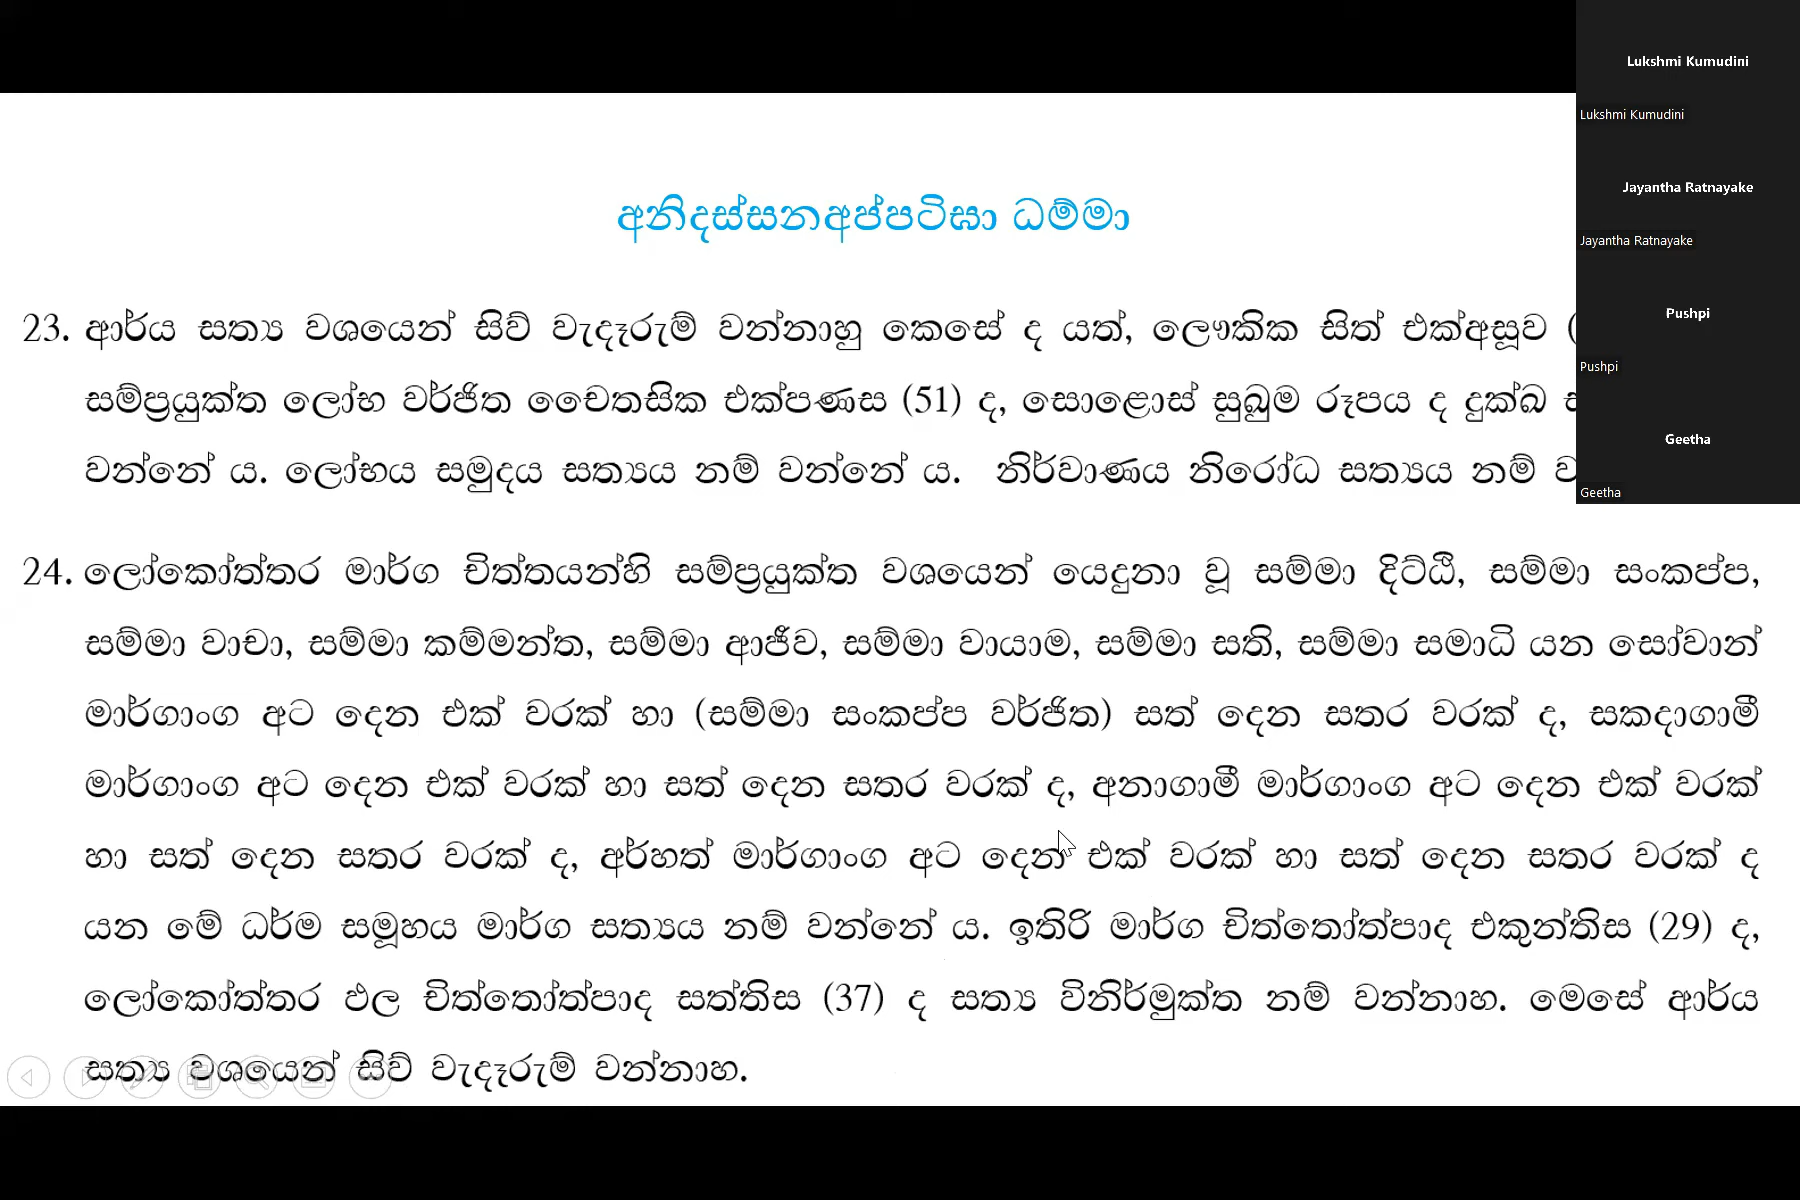 අනිදස්සනඅප්පටිඝා ධම්මා
23. ආර්ය සත්‍ය වශයෙන් සිව් වැදෑරුම් වන්නාහු කෙසේ ද යත්, ලෞකික සිත් එක්අසූව (
සම්ප්‍රයුක්ත ලෝභ වර්ජිත චෛතසික එක්පණස (51) ද, සොළොස් සුඛුම රූපය ද දුක්ඛ
වන්නේ ය. ලෝභය සමුදය සත්‍යය නම් වන්නේ ය. නිර්වාණය නිරෝධ සත්‍යය නම්
24. ලෝකෝත්තර මාර්ග චිත්තයන්හි සම්ප්‍රයුක්ත වශයෙන් යෙදුනා වූ සම්මා දිට්ඨි, සම්මා සංකප්ප,
සම්මා වාචා, සම්මා කම්මන්ත, සම්මා ආජීව, සම්මා වායාම, සම්මා සති, සම්මා සමාධි යන සෝවාන්
මාර්ගාංග අට දෙන එක් වරක් හා (සම්මා සංකප්ප වර්ජිත) සත් දෙන සතර වරක් ද, සකදාගාමී
මාර්ගාංග අට දෙන එක් වරක් හා සත් දෙන සතර වරක් ද, අනාගාමී මාර්ගාංග අට දෙන එක් වරක්
හා සත් දෙන සතර වරක් ද, අර්හත් මාර්ගාංග අට දෙන එක් වරක් හා සත් දෙන සතර වරක් ද
යන මේ ධර්ම සමූහය මාර්ග සත්‍යය නම් වන්නේ ය. ඉතිරි මාර්ග චිත්තෝත්පාද එකුන්තිස (29) ද,
ලෝකෝත්තර ඵල චිත්තෝත්පාද සත්තිස (37) ද සත්‍ය විනිර්මුක්ත නම් වන්නාහ. මෙසේ ආර්ය
සත්‍ය වශයෙන් සිව් වැදෑරුම් වන්නාහ.
Lukshmi Kumudini
Lukshmi Kumudini
Jayantha Ratnayake
Jayantha Ratnayake
Pushpi
Pushpi
Geetha
Geetha